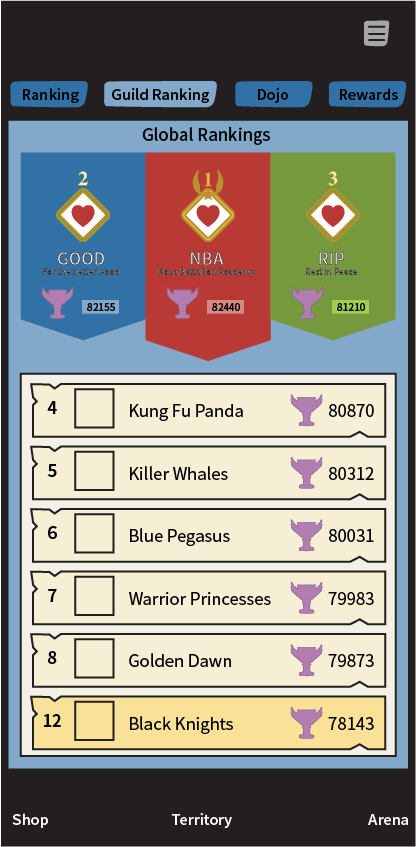 Ranking
Guild Ranking
Dojo
Rewards
Global Rankings
2
1
3
GOOD
NBA
RIP
For the Better Good
Rest in Peace
82155
82440
81210
4 Kung Fu Panda 80870
5 Killer Whales 80312
6 Blue Pegasus 80031
7 Warrior Princesses 79983
8 Golden Dawn 79873
12 Black Knights 78143
Shop
Territory
Arena